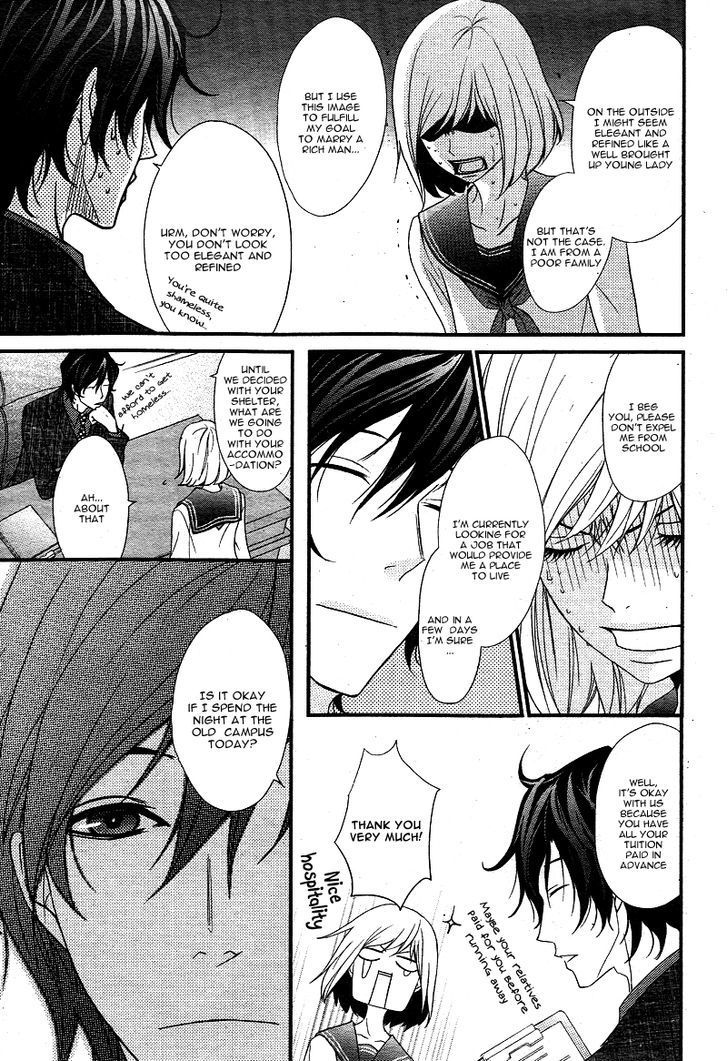 ON THE OUTSIDE
I MIGHT SEEM
ELEGANT AND
REFINED LIKE A
WELL BROUGHT
UP YOUNG LADY
BUT THAT'S
NOT THE CASE.
I AM FROM A
POOR FAMILY
BUT I USE
THIS IMAGE
TO FULFILL
MY GOAL
TO MARRY A
RICH MAN...
URM, DON'T WORRY,
YOU DON'T LOOK
TOO ELEGANT AND
REFINED
You're quite
shameless,
you know..
I BEG
YOU, PLEASE
DON'T EXPEL
ME FROM
SCHOOL
I'M CURRENTLY
LOOKING FOR
A JOB THAT
WOULD PROVIDE
ME A PLACE
TO LIVE
AND IN A
FEW DAYS
I'M SURE
...
UNTIL
WE DECIDED
WITH YOUR
SHELTER,
WHAT ARE
WE GOING
TO DO
WITH YOUR
ACCOMMO
-DATION?
We can't
afford to get
homeless..
AH...
ABOUT
THAT
IS IT OKAY
IF I SPEND THE
NIGHT AT THE
OLD CAMPUS
TODAY?
WELL,
IT'S OKAY
WITH US
BECAUSE
YOU HAVE
ALL YOUR
TUITION
PAID IN
ADVANCE
Maybe your relatives
paid for you before
running away
THANK YOU
VERY MUCH!
Nice
hospitality